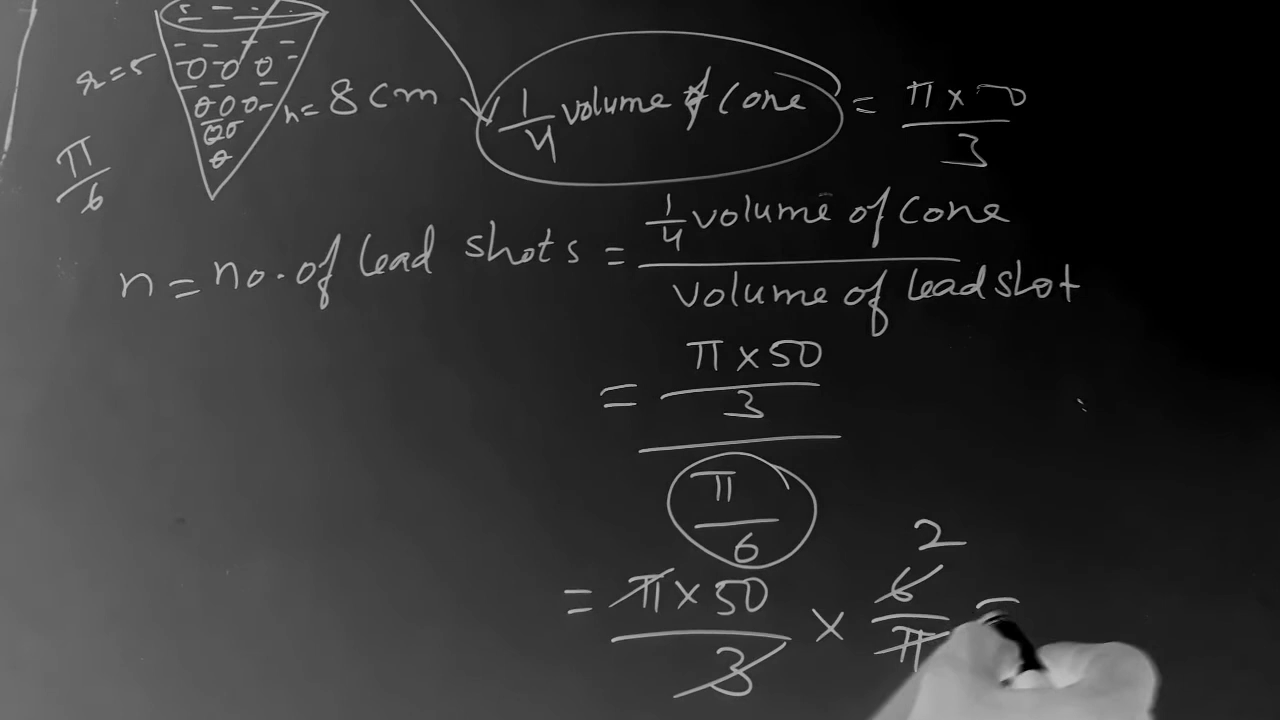 r=5
h= 8 cm
π/6
1/4 volume of cone = π × 50 / 3
n = no. of lead shots = 1/4 volume of cone / volume of lead shot
= π × 50 / 3 / π / 6
= π × 50 / 3 × 6 / π =
2